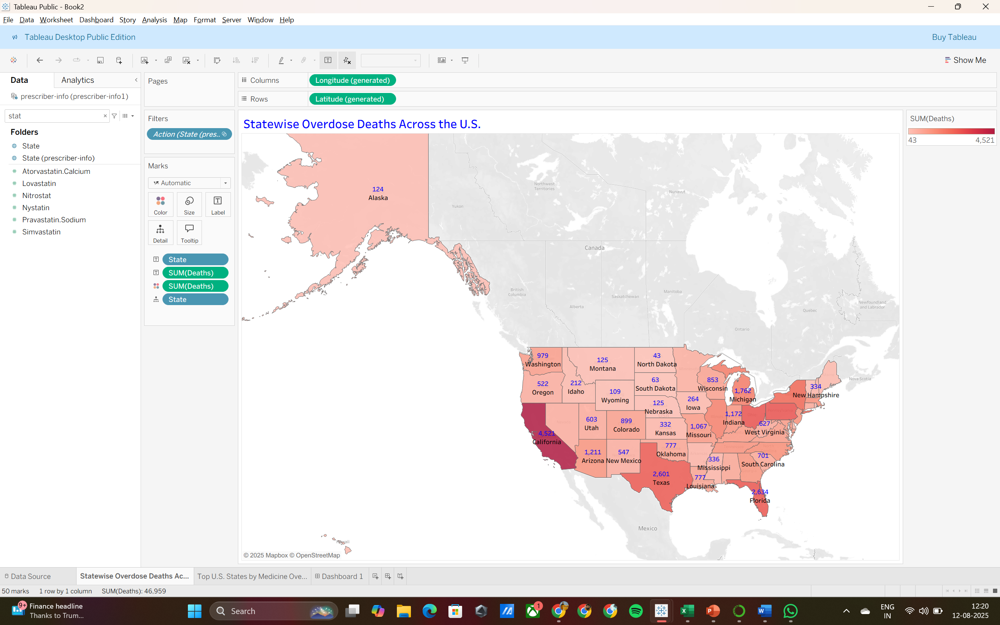 Tableau Public - Book2
File Data Worksheet Dashboard Story Analysis Map Format Server Window Help
Tableau Desktop Public Edition
Buy Tableau
Show Me
Data
Analytics
prescriber-info (prescriber-info1)
stat
Folders
State
State (prescriber-info)
Atorvastatin.Calcium
Lovastatin
Nitrostat
Nystatin
Pravastatin.Sodium
Simvastatin
Pages
Filters
Action (State (pres..
Marks
Automatic
Color Size Label
Detail Tooltip
State
SUM(Deaths)
SUM(Deaths)
State
Columns
Longitude (generated)
Rows
Latitude (generated)
Statewise Overdose Deaths Across the U.S.
SUM(Deaths)
43 4,521
124
Alaska
Northwest
Territories
Nunavut
Yukon
Canada
British
Columbia
Alberta
Saskatchewan
Manitoba
Ontario
Quebec
Newfoundland
and Labrador
Nova Scotia
979
Washington
125
Montana
43
North Dakota
522
Oregon
212
Idaho
109
Wyoming
63
South Dakota
853
Wisconsin
1,762
Michigan
334
New Hampshire
125
Nebraska
264
Iowa
603
Utah
899
Colorado
332
Kansas
1,067
Missouri
1,172
Indiana
627
West Virginia
4,521
California
1,211
Arizona
547
New Mexico
777
Oklahoma
336
Mississippi
701
South Carolina
2,601
Texas
777
Louisiana
2,634
Florida
Mexico
Hawaii
© 2025 Mapbox © OpenStreetMap
Data Source
Statewise Overdose Deaths Ac...
Top U.S. States by Medicine Ove...
Dashboard 1
50 marks 1 row by 1 column SUM(Deaths): 46,959
9+
Finance headline
Thanks to Trum...
Search
1
ENG
IN
12:20
12-08-2025